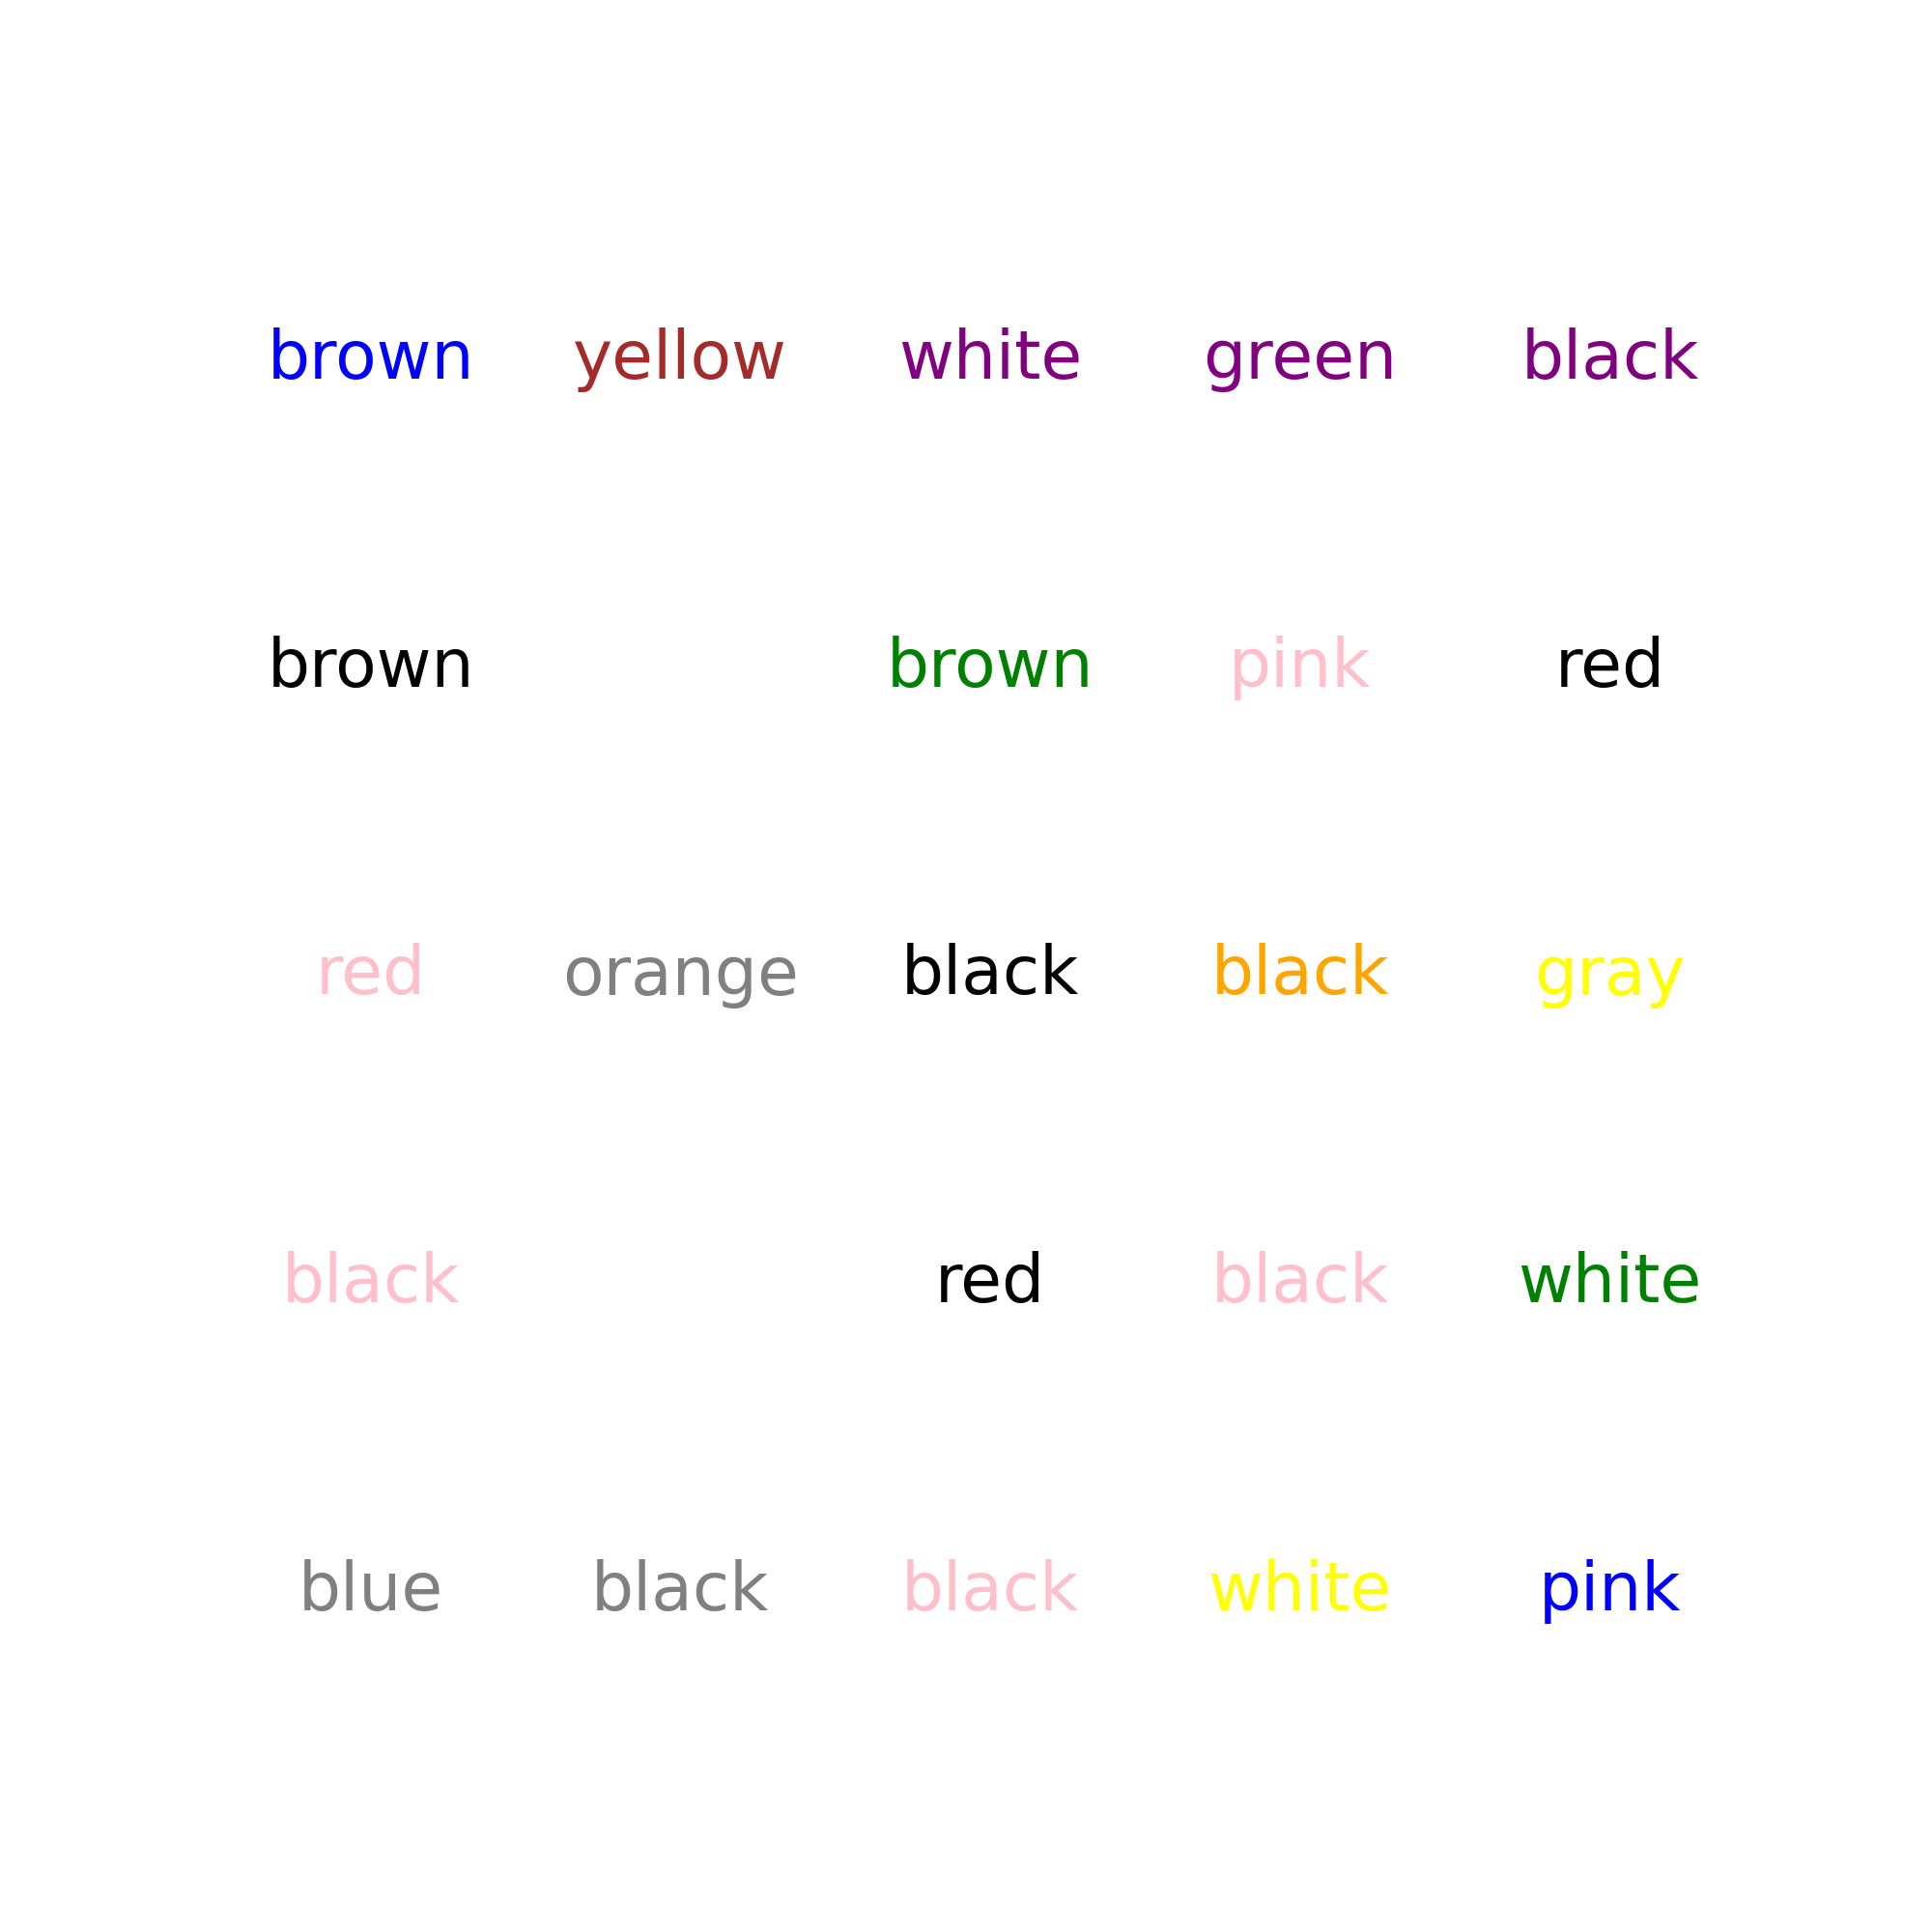 brown yellow white green black
brown brown pink red
red orange black black gray
black red black white
blue black black white pink